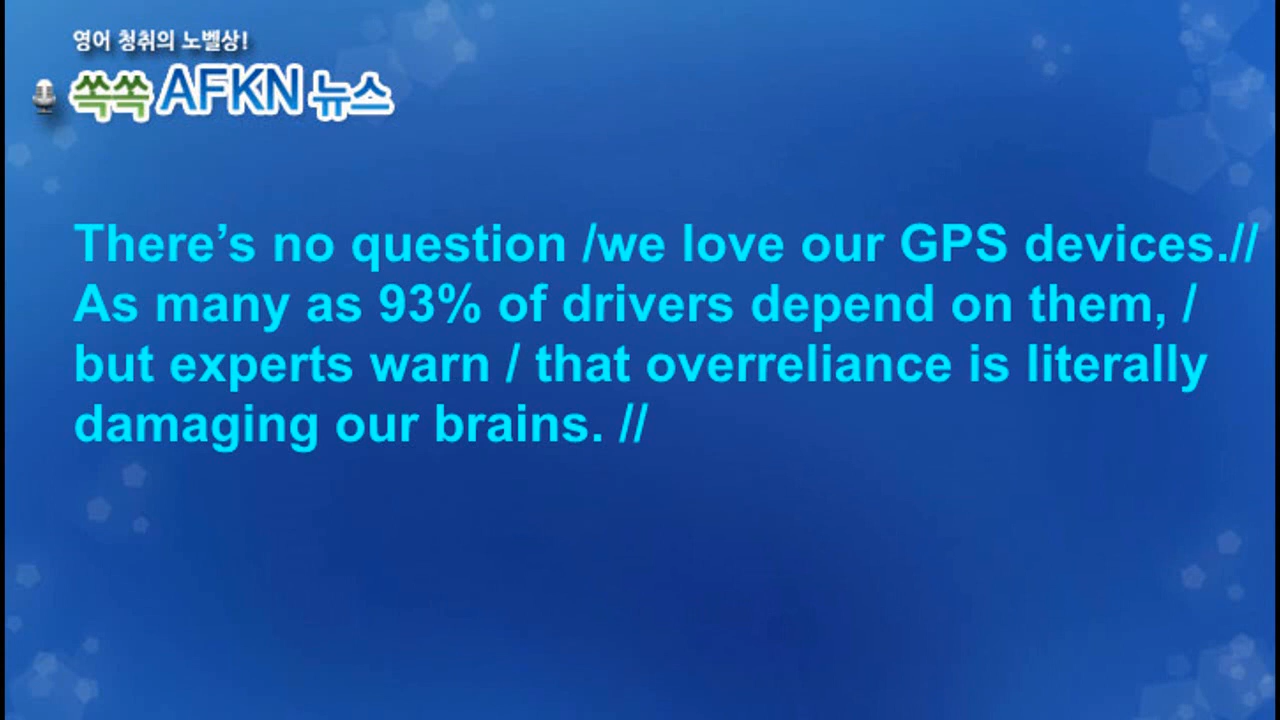 영어 청취의 노벨상!
쏙쏙 AFKN 뉴스
There’s no question /we love our GPS devices.//
As many as 93% of drivers depend on them, /
but experts warn / that overreliance is literally
damaging our brains. //